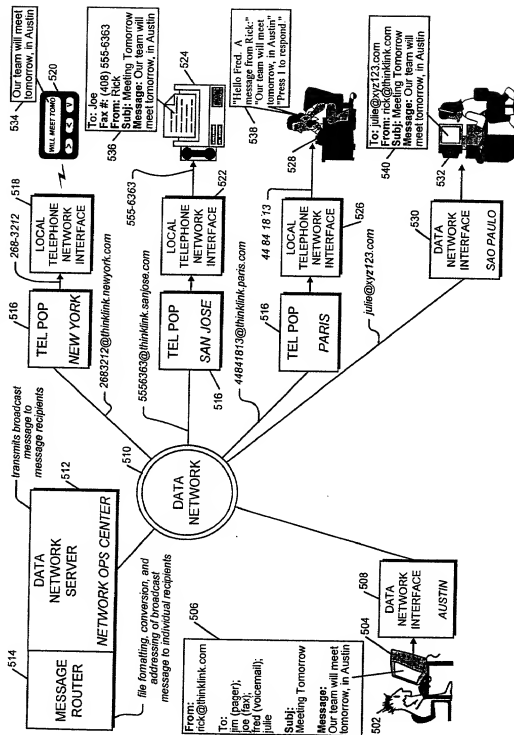 transmits broadcast
message to
message recipients
514
512
MESSAGE
ROUTER
DATA
NETWORK
SERVER
NETWORK OPS CENTER
file fomatting, conversion, and
addressing of broadcast
message to individual recipients
510
DATA
NETWORK
506
From:
rick@thinklink.com
To:
jim (pager);
joe (fax);
fred (voicemail);
julie
Subj:
Meeting Tomorrow
Message:
Our team will meet
tomorrow, in Austin
502
504
508
DATA
NETWORK
INTERFACE
AUSTIN
2683212@thinklink.newyork.com
5556363@thinklink.sanjose.com
44841813@thinklink.paris.com
julie@xyz123.com
516
TEL POP
NEW YORK
268-3212
518
LOCAL
TELEPHONE
NETWORK
INTERFACE
534
Our team will meet
tomorrow, in Austin
520
WILL MEET TOMO
TEL POP
SAN JOSE
516
LOCAL
TELEPHONE
NETWORK
INTERFACE
522
555-6363
536
To: Joe
Fax #: (408) 555-6363
From: Rick
Subj: Meeting Tomorrow
Message: Our team will
meet tomorrow, in Austin
524
516
TEL POP
PARIS
LOCAL
TELEPHONE
NETWORK
INTERFACE
526
44 84 18 13
538
"Hello Fred. A
message from Rick:"
"Our team will meet
tomorrow, in Austin"
"Press 1 to respond."
528
530
DATA
NETWORK
INTERFACE
SAO PAULO
540
To: julie@xyz123.com
From: rick@thinklink.com
Subj: Meeting Tomorrow
Message: Our team will
meet tomorrow, in Austin
532